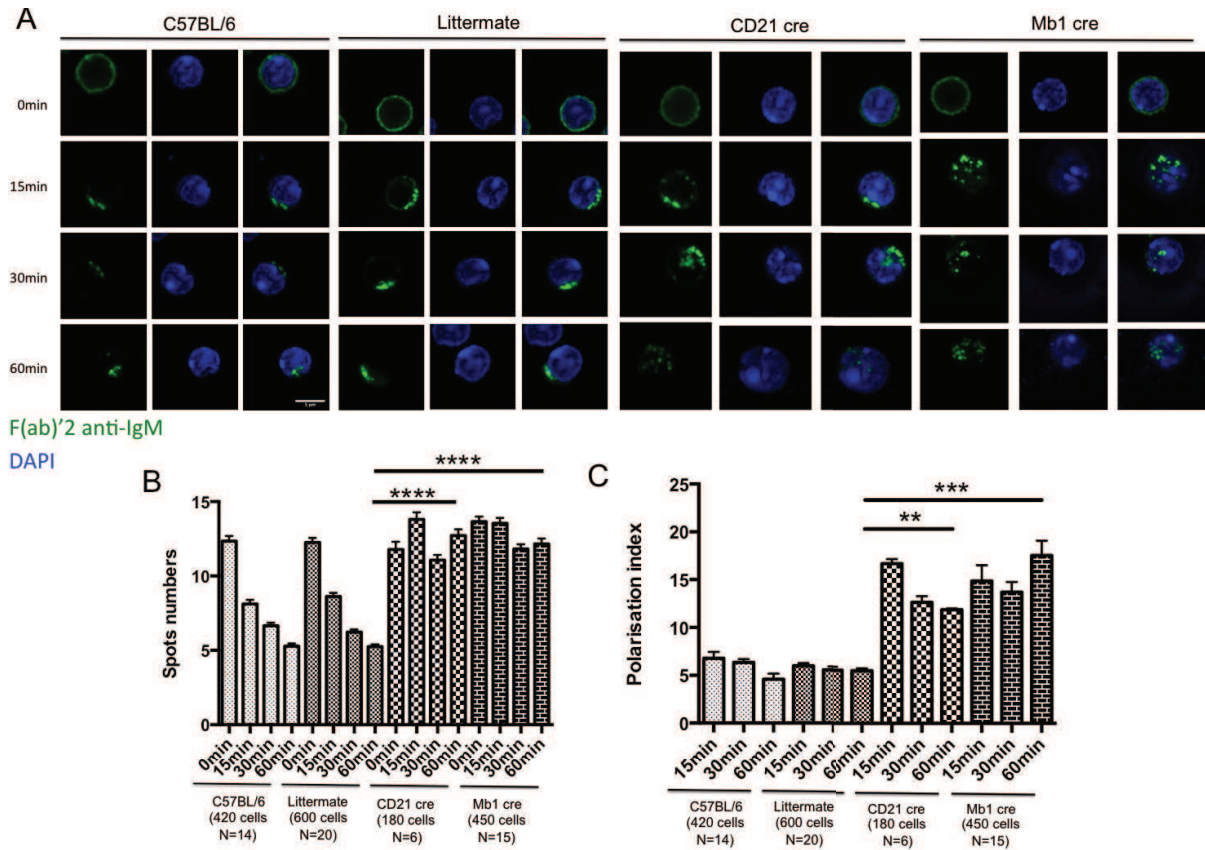 A
C57BL/6 Littermate CD21 cre Mb1 cre
0min
15min
30min
60min
5 µm
F(ab)'2 anti-IgM
DAPI
B
****
****
Spots numbers
15
10
5
0
0min 15min 30min 60min 0min 15min 30min 60min 0min 15min 30min 60min 0min 15min 30min 60min
C57BL/6 Littermate CD21 cre Mb1 cre
(420 cells (600 cells (180 cells (450 cells
N=14) N=20) N=6) N=15)
C
***
**
Polarisation index
25
20
15
10
5
0
15min 30min 60min 15min 30min 60min 15min 30min 60min 15min 30min 60min
C57BL/6 Littermate CD21 cre Mb1 cre
(420 cells (600 cells (180 cells (450 cells
N=14) N=20) N=6) N=15)